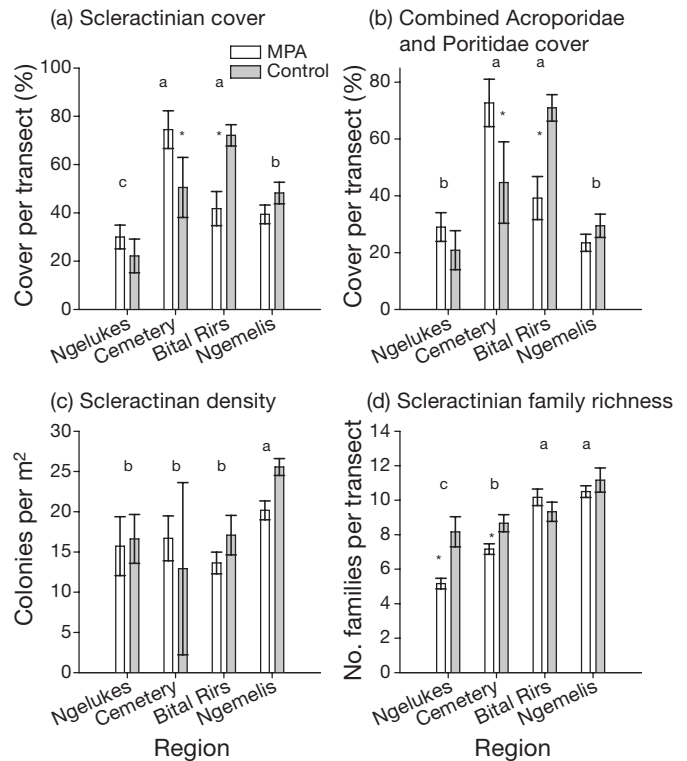 (a) Scleractinian cover
MPA
Control
Cover per transect (%)
100
80
60
40
20
0
c
a
*
*
a
b
Ngelukes
Cemetery
Bital Rirs
Ngemelis
(b) Combined Acroporidae
and Poritidae cover
Cover per transect (%)
80
60
40
20
0
b
a
*
a
*
b
Ngelukes
Cemetery
Bital Rirs
Ngemelis
(c) Scleractinan density
Colonies per m²
30
25
20
15
10
5
0
b
b
b
a
Ngelukes
Cemetery
Bital Rirs
Ngemelis
Region
(d) Scleractinian family richness
No. families per transect
14
12
10
8
6
4
2
0
c
*
b
*
a
a
Ngelukes
Cemetery
Bital Rirs
Ngemelis
Region